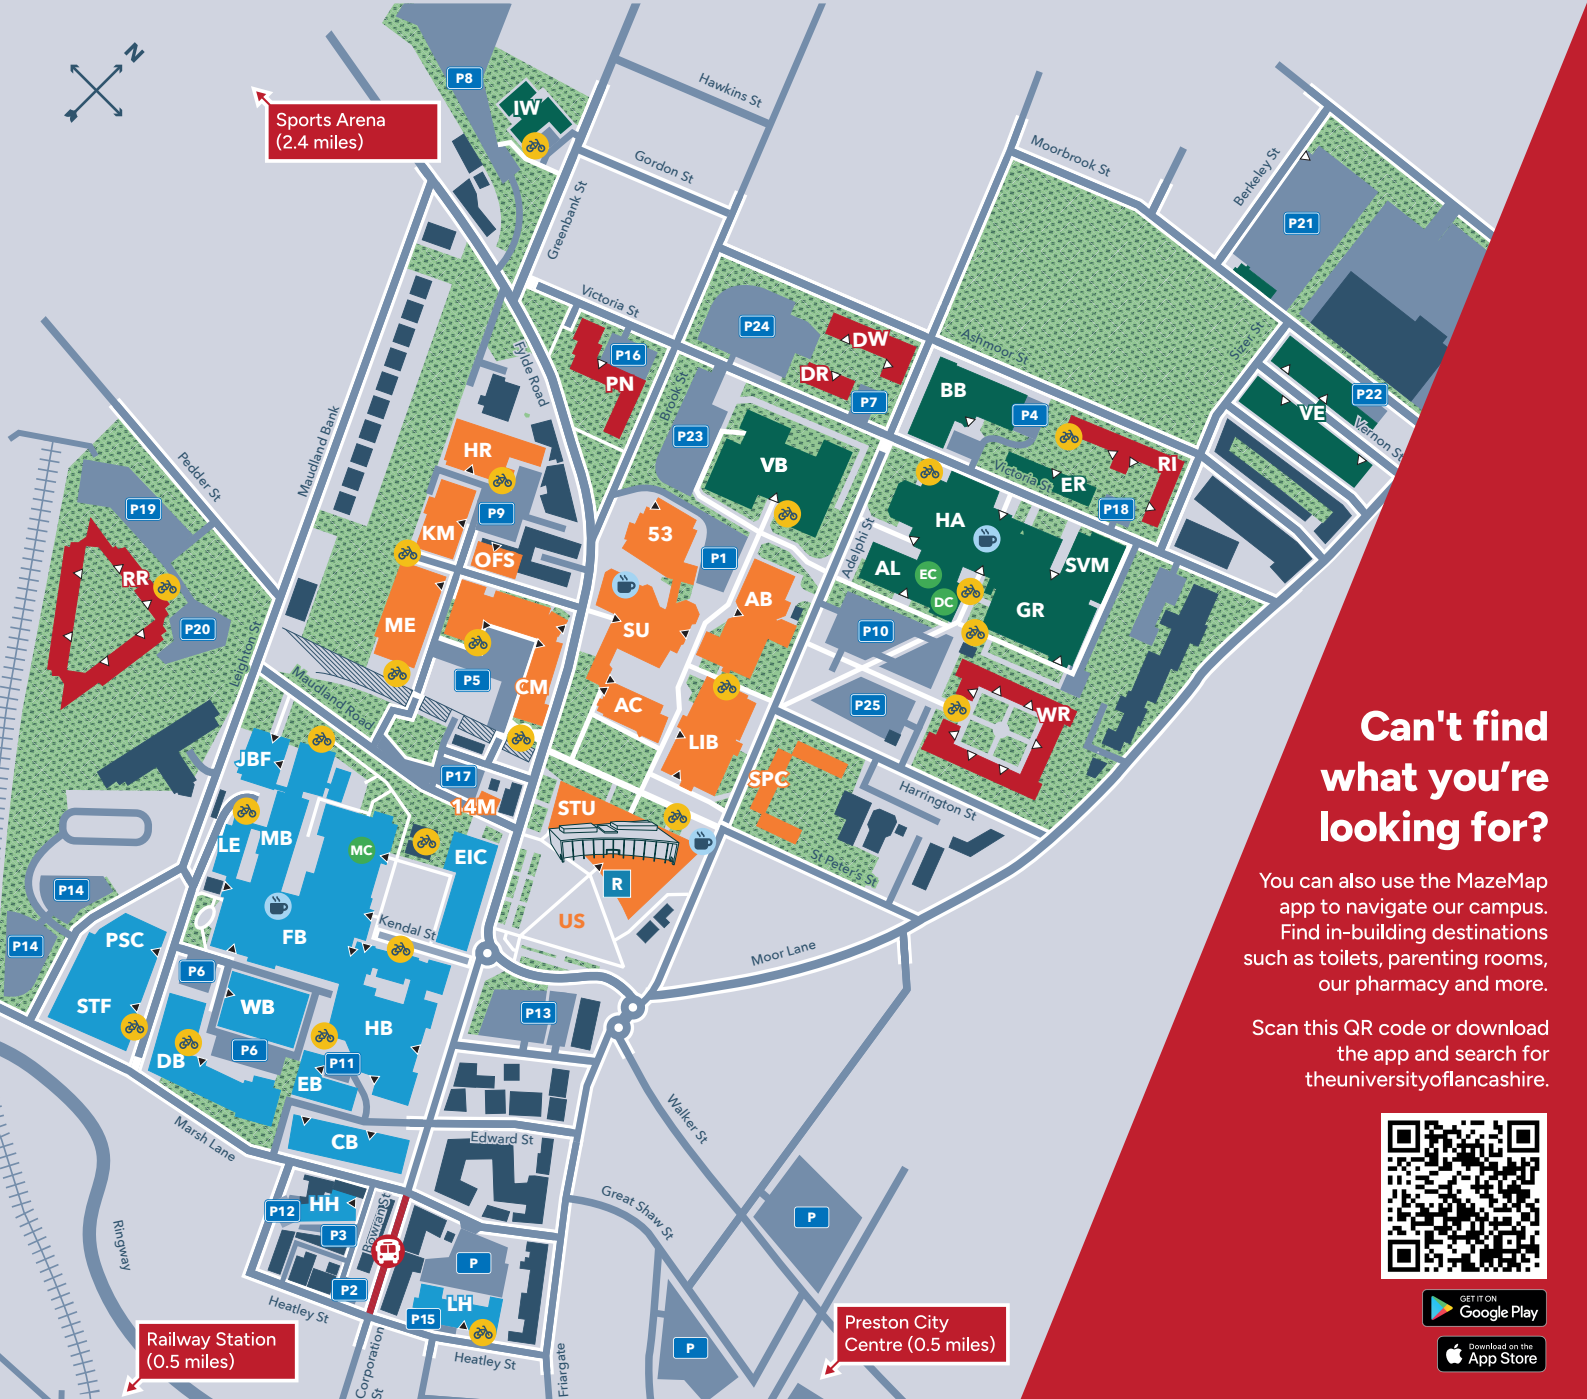 N
P8
IW
Hawkins St
Sports Arena
(2.4 miles)
Gordon St
Moorbrook St
Berkeley St
P21
Greenbank St
Victoria St
P24
DW
P16
DR
PN
P7
Fylde Road
Brook St
Ashmoor St
Sizer St
BB
P4
P22
VE
Vernon St
P23
HR
VB
RI
Victoria St
ER
P18
Maudland Bank
Pedder St
P19
P9
KM
OFS
53
P1
HA
Adelphi St
AL
EC
DC
SVM
GR
RR
P20
ME
AB
SU
P10
Leighton St
Maudland Road
P5
CM
AC
P25
WR
LIB
JBF
P17
14M
STU
SPC
Harrington St
LE
MB
MC
EIC
R
St Peter's St
P14
US
Kendal St
P14
PSC
FB
Moor Lane
P6
STF
WB
HB
P13
DB
P6
P11
EB
Marsh Lane
CB
Edward St
Walker St
P12
HH
P3
Bowran St
Great Shaw St
P
Ringway
P
P2
P15
LH
Heatley St
Heatley St
Corporation St
Friargate
P
Railway Station
(0.5 miles)
Preston City
Centre (0.5 miles)
Can't find
what you’re
looking for?
You can also use the MazeMap
app to navigate our campus.
Find in-building destinations
such as toilets, parenting rooms,
our pharmacy and more.
Scan this QR code or download
the app and search for
theuniversityoflancashire.
GET IT ON
Google Play
Download on the
App Store